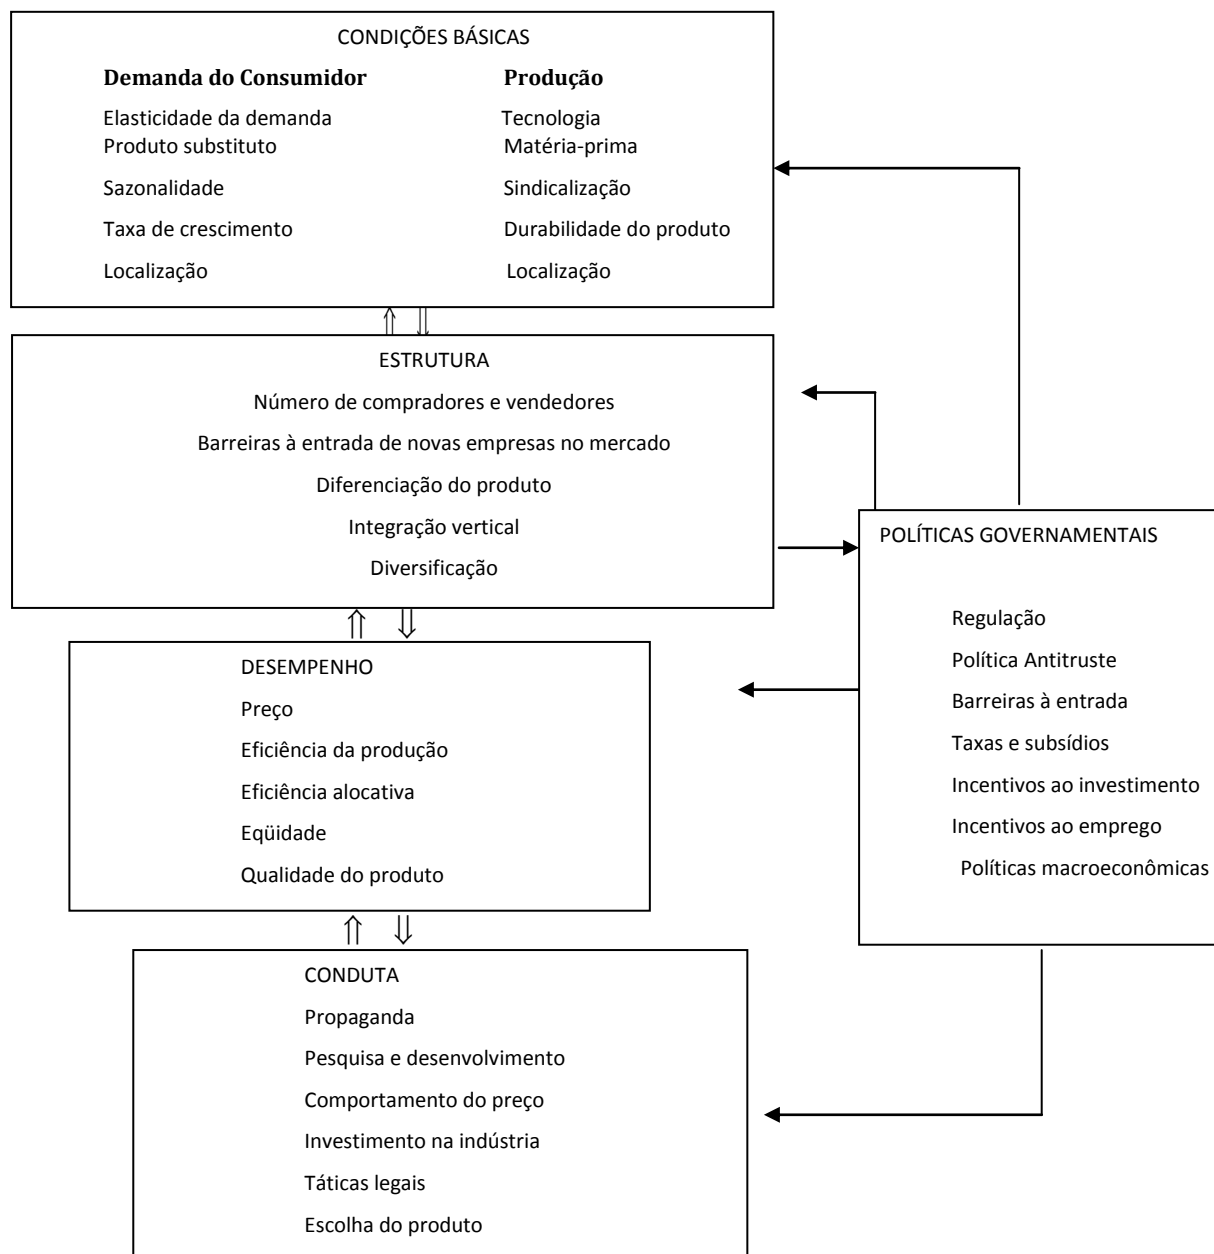 CONDIÇÕES BÁSICAS
Demanda do Consumidor
Produção
Elasticidade da demanda
Tecnologia
Produto substituto
Matéria-prima
Sazonalidade
Sindicalização
Taxa de crescimento
Durabilidade do produto
Localização
Localização
ESTRUTURA
Número de compradores e vendedores
Barreiras à entrada de novas empresas no mercado
Diferenciação do produto
Integração vertical
Diversificação
POLÍTICAS GOVERNAMENTAIS
Regulação
Política Antitruste
Barreiras à entrada
Taxas e subsídios
Incentivos ao investimento
Incentivos ao emprego
Políticas macroeconômicas
DESEMPENHO
Preço
Eficiência da produção
Eficiência alocativa
Eqüidade
Qualidade do produto
CONDUTA
Propaganda
Pesquisa e desenvolvimento
Comportamento do preço
Investimento na indústria
Táticas legais
Escolha do produto